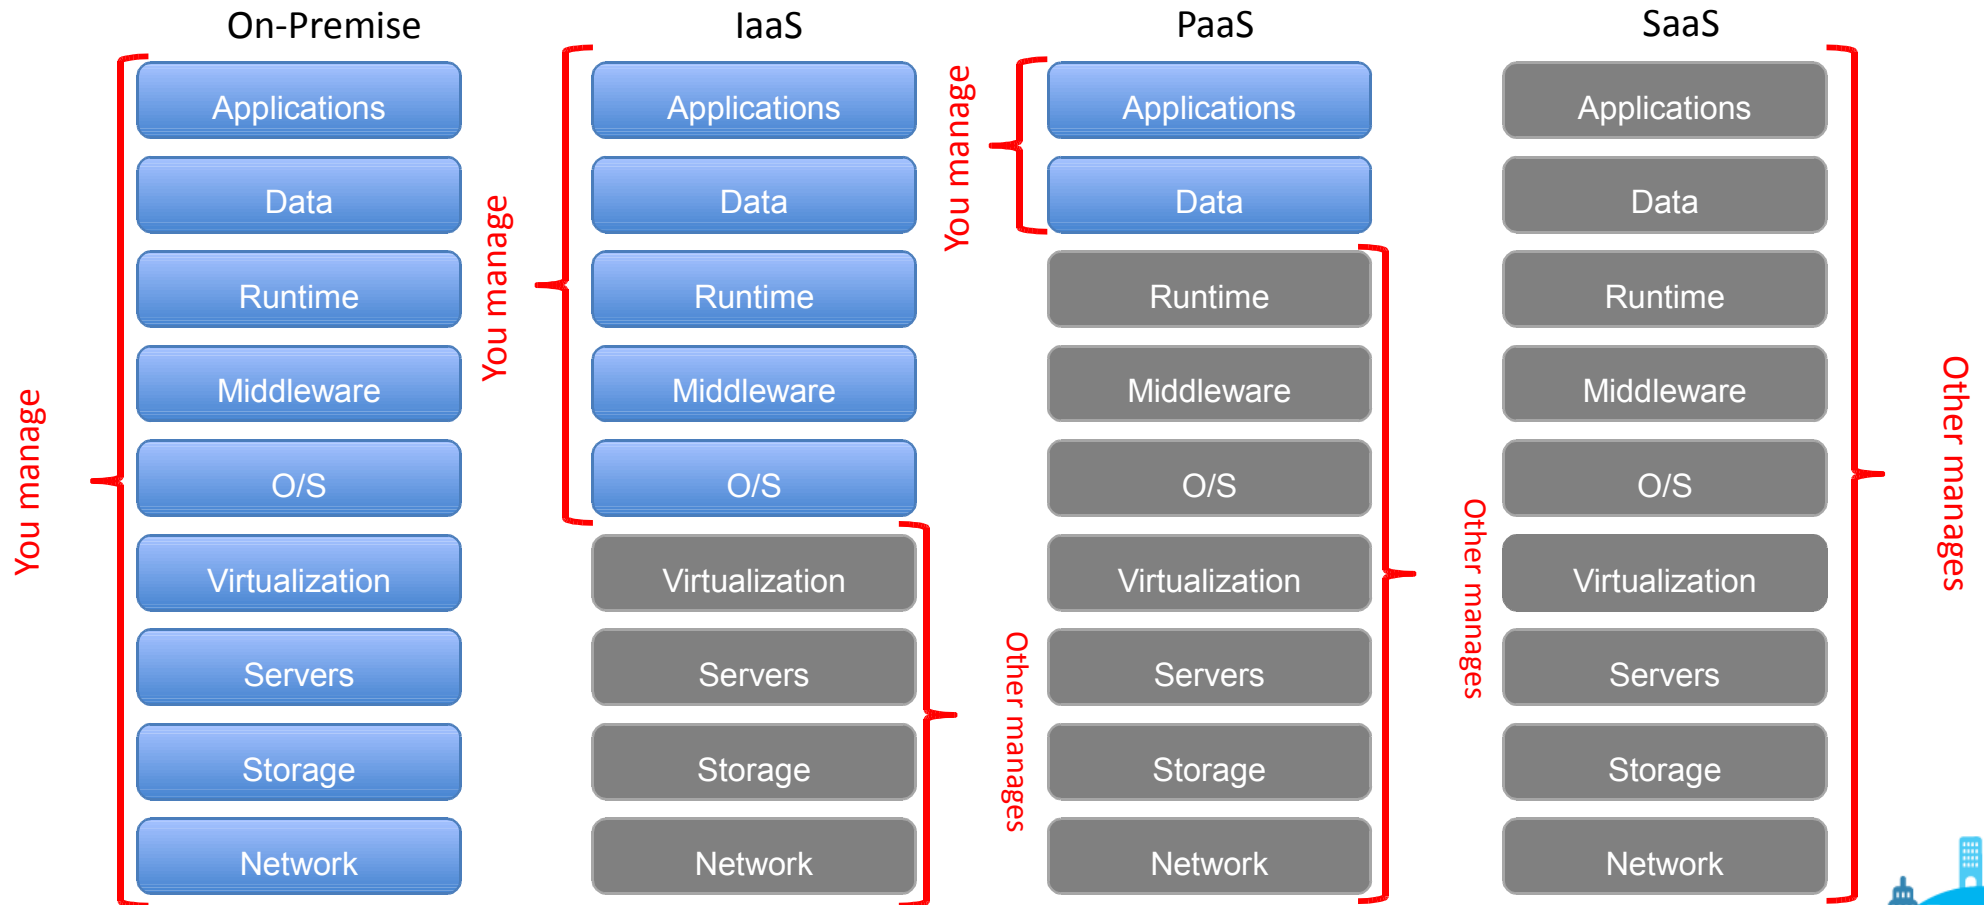 On-Premise
IaaS
PaaS
SaaS
You manage
Applications
Data
Runtime
Middleware
O/S
Virtualization
Servers
Storage
Network
You manage
Applications
Data
Runtime
Middleware
O/S
Virtualization
Servers
Storage
Network
Other manages
You manage
Applications
Data
Runtime
Middleware
O/S
Virtualization
Servers
Storage
Network
Other manages
Applications
Data
Runtime
Middleware
O/S
Virtualization
Servers
Storage
Network
Other manages